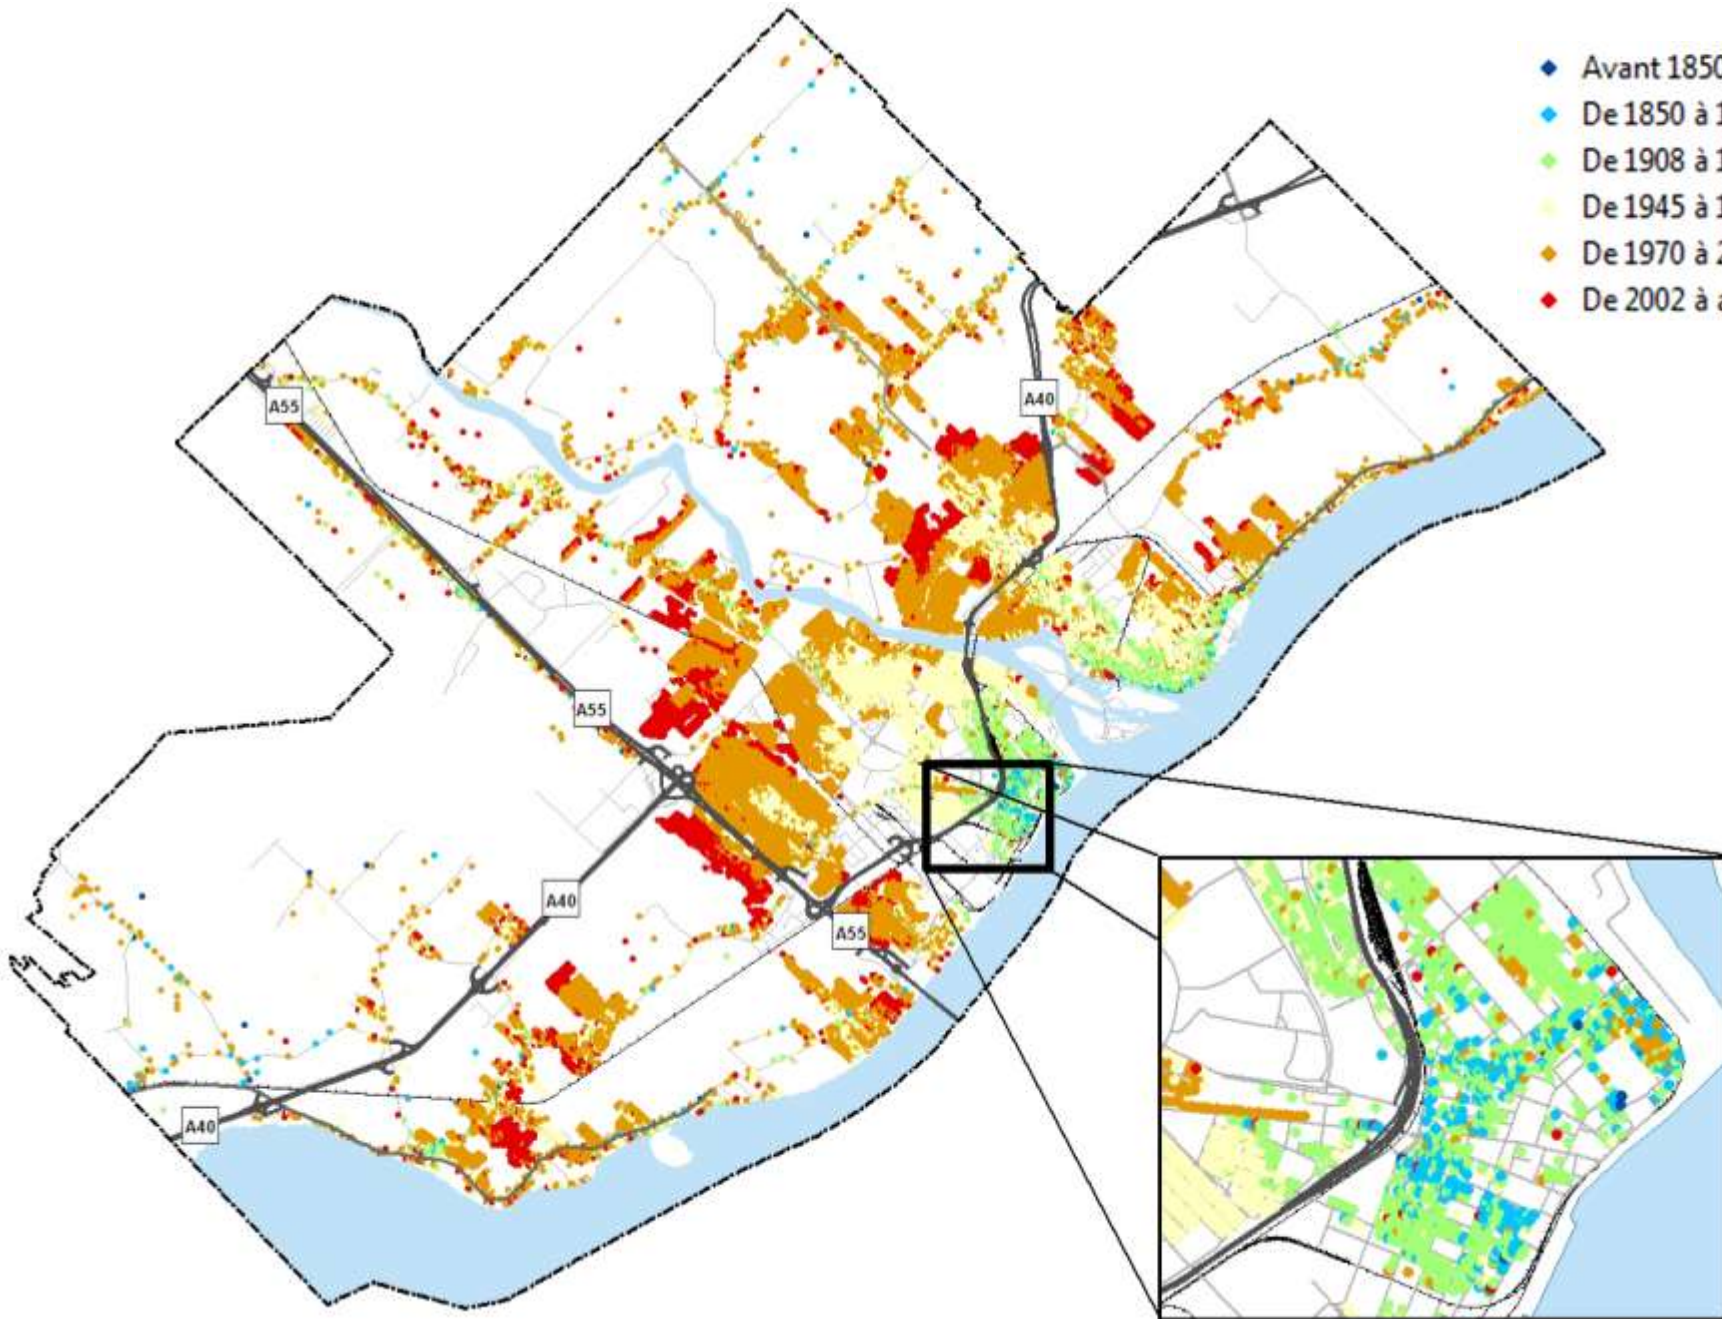 Avant 1850
De 1850 à 1
De 1908 à 1
De 1945 à 1
De 1970 à 2
De 2002 à a
A55
A40
A55
A40
A55
A40